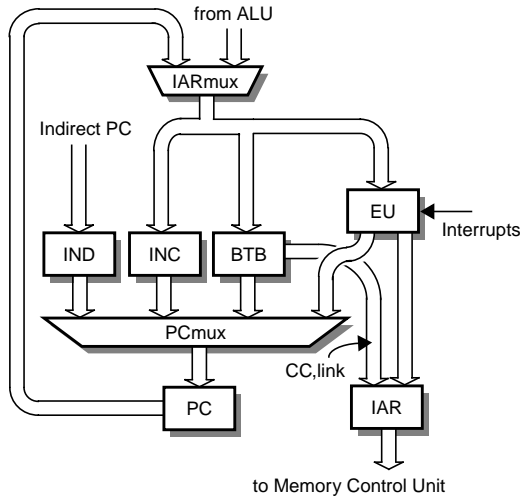 from ALU
IARmux
Indirect PC
EU
Interrupts
IND
INC
BTB
PCmux
CC,link
PC
IAR
to Memory Control Unit